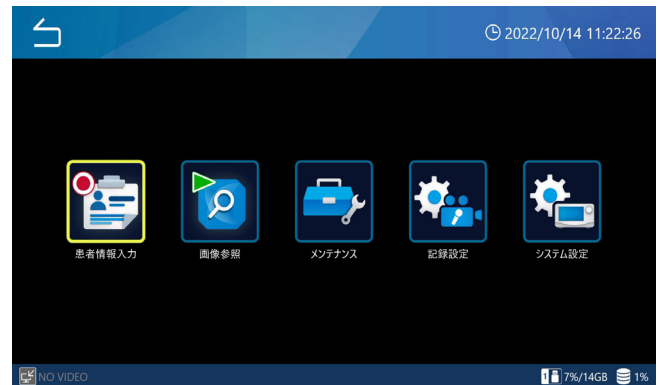 2022/10/14 11:22:26
患者情報入力
画像参照
メンテナンス
記録設定
システム設定
NO VIDEO
1 7%/14GB 1%